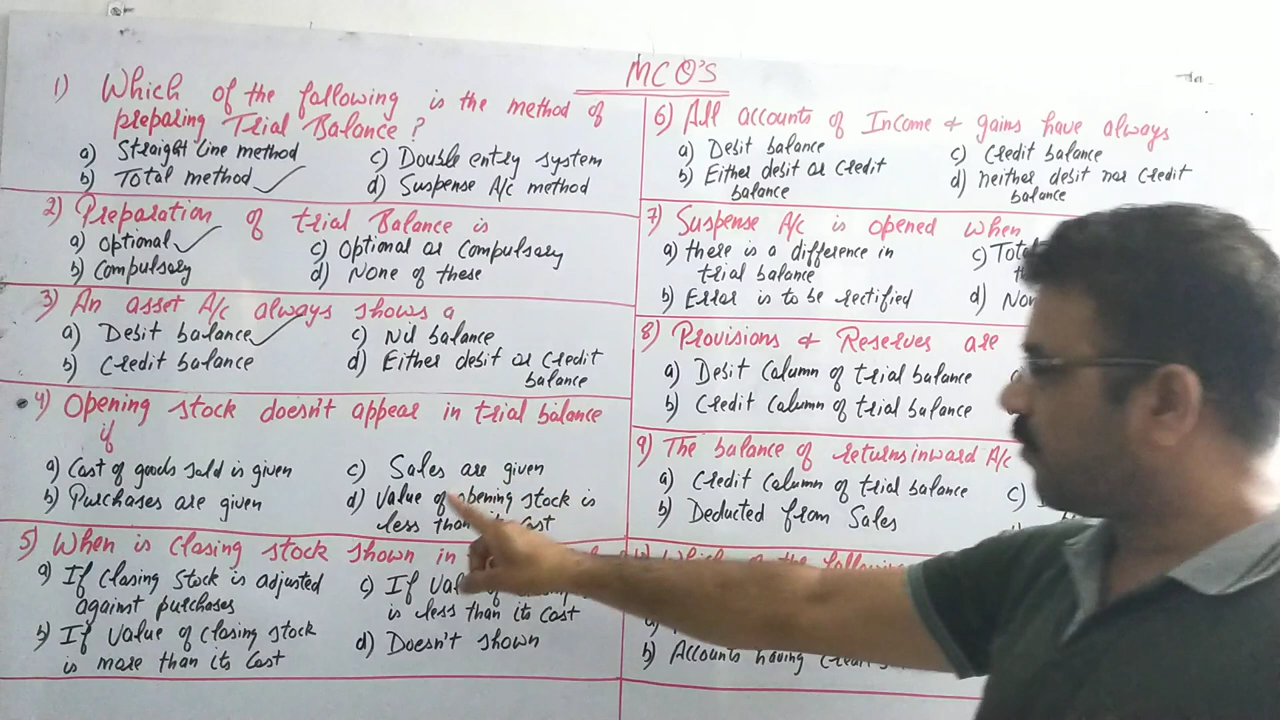 MCQ'S
1) Which of the following is the method of
preparing Trial Balance?
a) Straight Line method
b) Total method ✓
c) Double entry system
d) Suspense A/c method
2) Preparation of trial Balance is
a) Optional ✓
b) Compulsory
c) Optional or Compulsory
d) None of these
3) An asset A/c always shows a
a) Debit balance ✓
b) Credit balance
c) Nil balance
d) Either debit or Credit
balance
4) Opening stock doesn't appear in trial balance
if
a) Cost of goods sold is given
b) Purchases are given
c) Sales are given
d) Value of opening stock is
less than its Cost
5) When is Closing stock shown in
a) If Closing Stock is adjusted
against purchases
b) If Value of Closing stock
is more than its Cost
c) If Val
is less than its Cost
d) Doesn't shown
6) All accounts of Income & gains have always
a) Debit balance
b) Either debit or Credit
balance
c) Credit balance
d) neither debit nor Credit
balance
7) Suspense A/c is opened when
a) there is a difference in
trial balance
b) Error is to be rectified
c) Tot
d) Non
8) Provisions & Reserves are
a) Debit Column of trial balance
b) Credit Column of trial balance
9) The balance of returns inward A/c
a) Credit Column of trial balance
b) Deducted from Sales
c)
Which of the following
a)
b) Accounts having